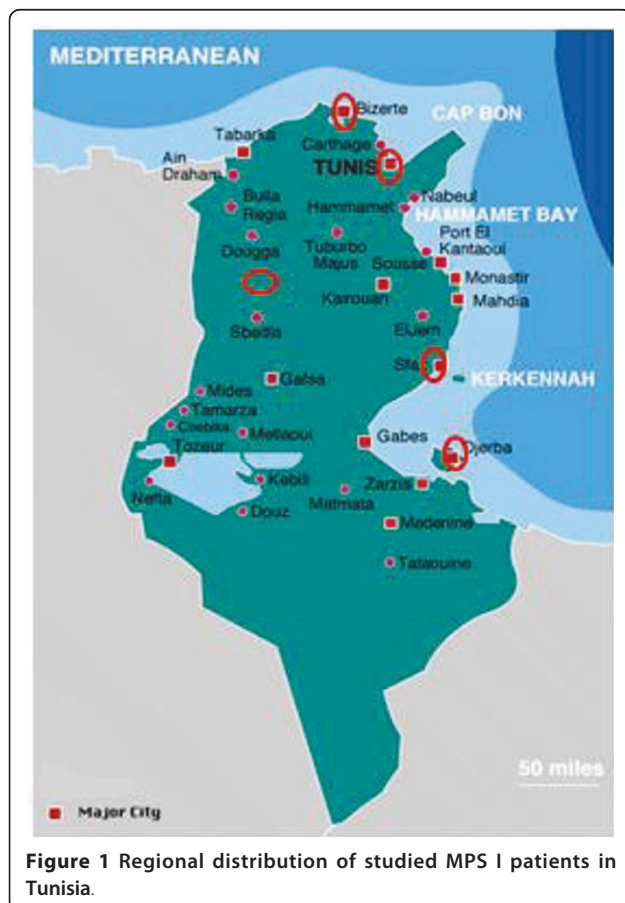 MEDITERRANEAN
Bizerte
CAP BON
Tabarka
Carthage
TUNIS
Ain
Draham
Nabeul
Bulla
Regia
Hammamet
HAMMAMET BAY
Dougga
Tuburbo
Majus
Port El
Kantaoui
Sousse
Monastir
Kairouan
Mahdia
Sbeitla
ElJem
Sfax
KERKENNAH
Gafsa
Mides
Tamarza
Chebika
Metlaoui
Gabes
Djerba
Tozeur
Kebili
Zarzis
Nefta
Matmata
Douz
Medenine
Tataouine
50 miles
Major City
Figure 1 Regional distribution of studied MPS I patients in
Tunisia.